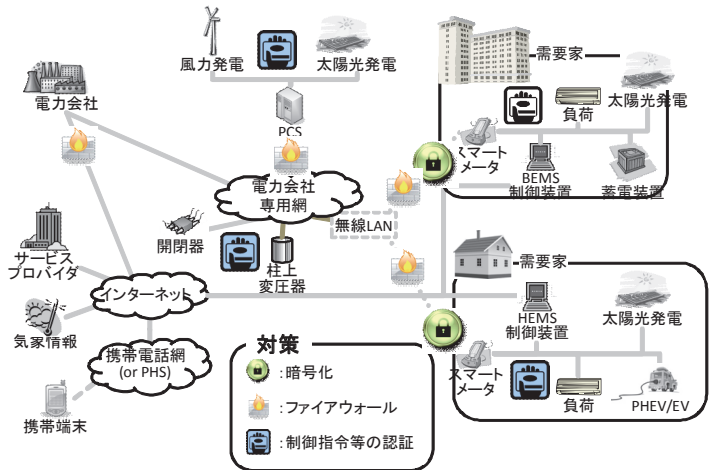 風力発電
太陽光発電
電力会社
PCS
需要家
負荷
太陽光発電
スマート
メータ
BEMS
制御装置
蓄電装置
電力会社
専用網
無線LAN
開閉器
柱上
変圧器
サービス
プロバイダ
インターネット
気象情報
携帯電話網
(or PHS)
携帯端末
需要家
HEMS
制御装置
太陽光発電
スマート
メータ
負荷
PHEV/EV
対策
:暗号化
:ファイアウォール
:制御指令等の認証